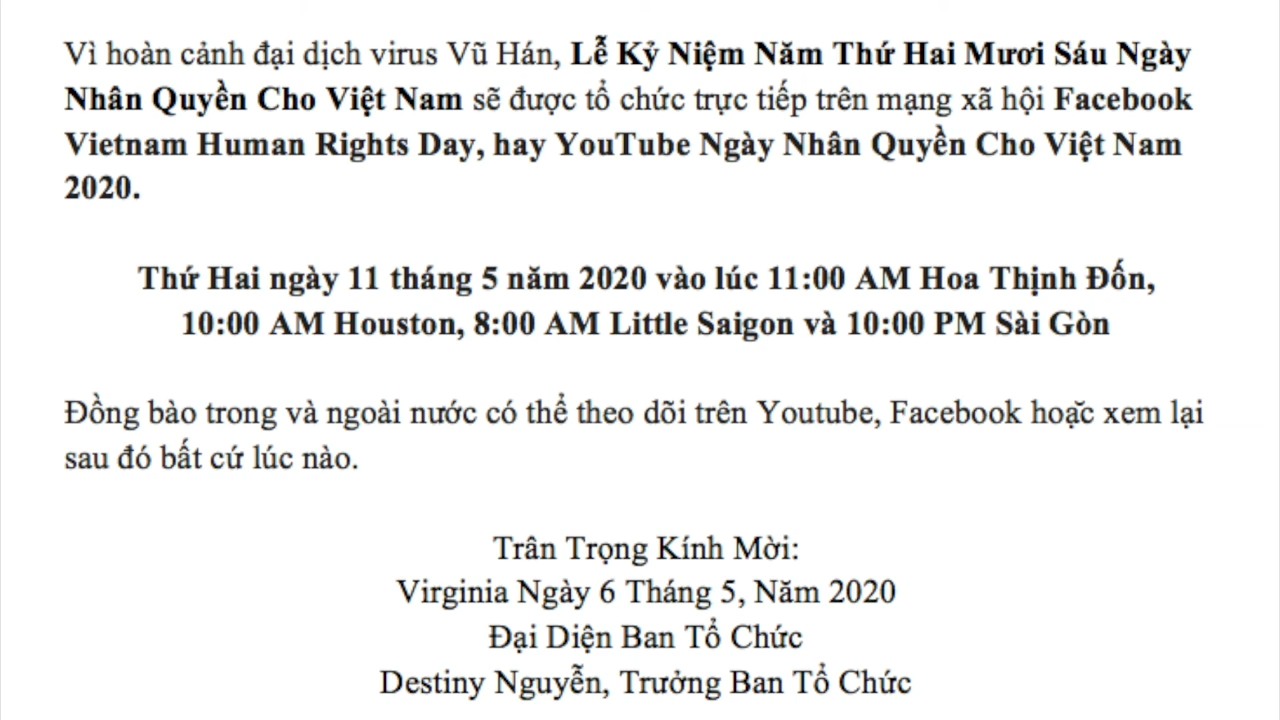 Vì hoàn cảnh đại dịch virus Vũ Hán, Lễ Kỷ Niệm Năm Thứ Hai Mươi Sáu Ngày
Nhân Quyền Cho Việt Nam sẽ được tổ chức trực tiếp trên mạng xã hội Facebook
Vietnam Human Rights Day, hay YouTube Ngày Nhân Quyền Cho Việt Nam
2020.
Thứ Hai ngày 11 tháng 5 năm 2020 vào lúc 11:00 AM Hoa Thịnh Đốn,
10:00 AM Houston, 8:00 AM Little Saigon và 10:00 PM Sài Gòn
Đồng bào trong và ngoài nước có thể theo dõi trên Youtube, Facebook hoặc xem lại
sau đó bất cứ lúc nào.
Trân Trọng Kính Mời:
Virginia Ngày 6 Tháng 5, Năm 2020
Đại Diện Ban Tổ Chức
Destiny Nguyễn, Trưởng Ban Tổ Chức